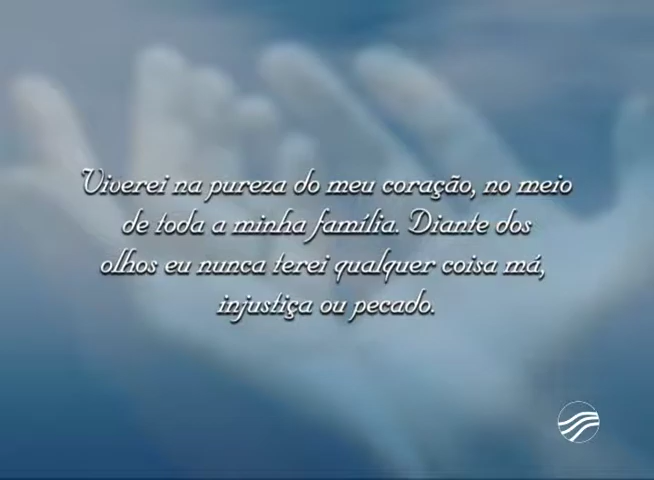 Viverei na pureza do meu coração, no meio
de toda a minha família. Diante dos
olhos eu nunca terei qualquer coisa má,
injustiça ou pecado.